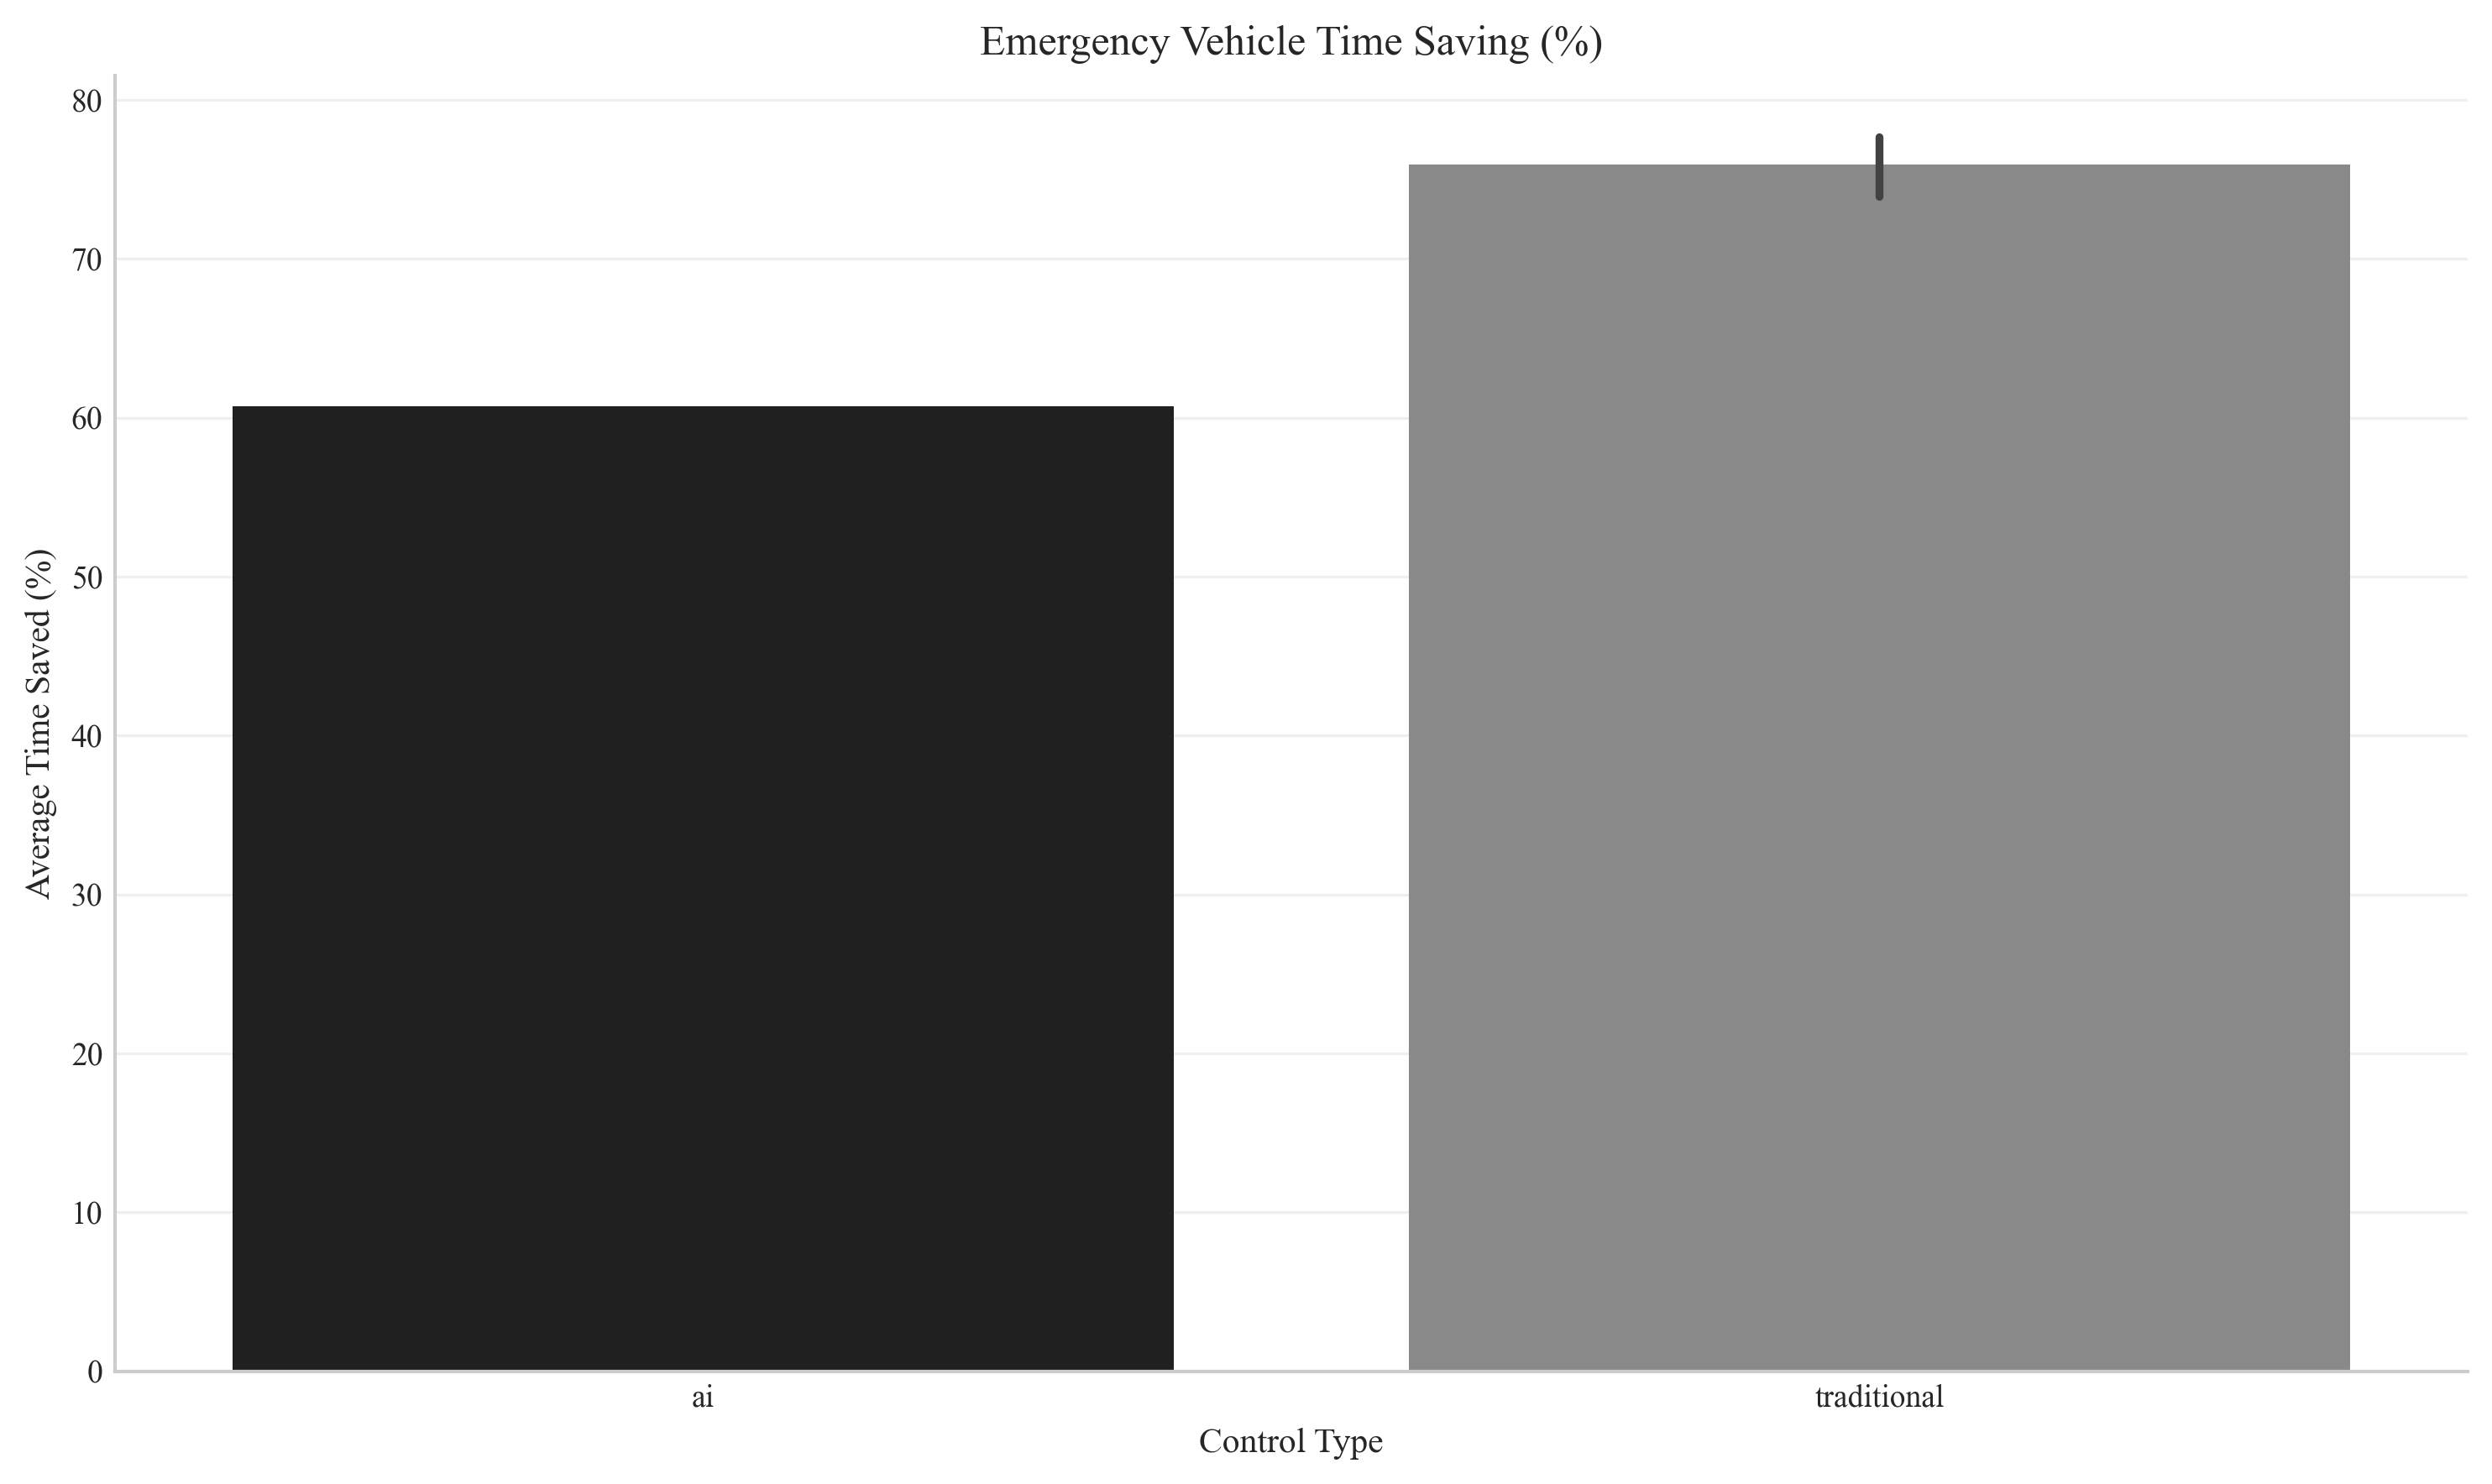 Emergency Vehicle Time Saving (%)
Average Time Saved (%)
80
70
60
50
40
30
20
10
0
ai
traditional
Control Type